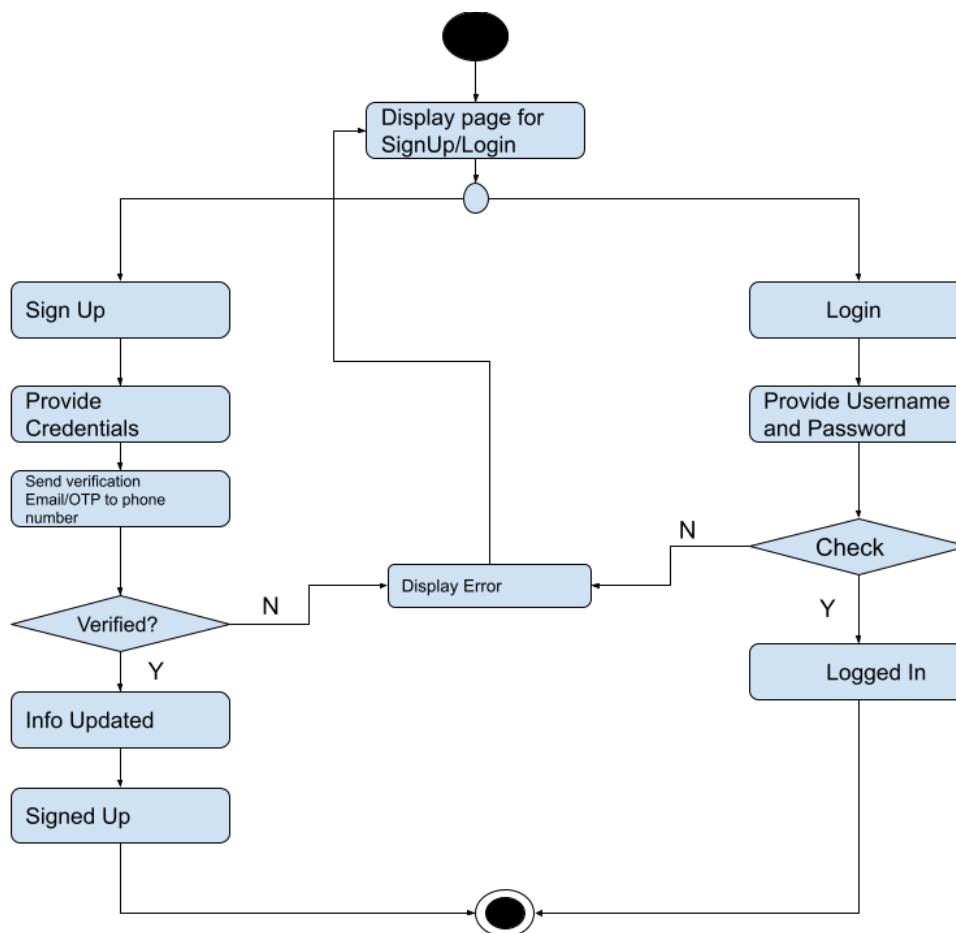 Display page for
SignUp/Login
Sign Up
Login
Provide
Credentials
Provide Username
and Password
Send verification
Email/OTP to phone
number
N
Check
Display Error
N
Verified?
Y
Y
Logged In
Info Updated
Signed Up